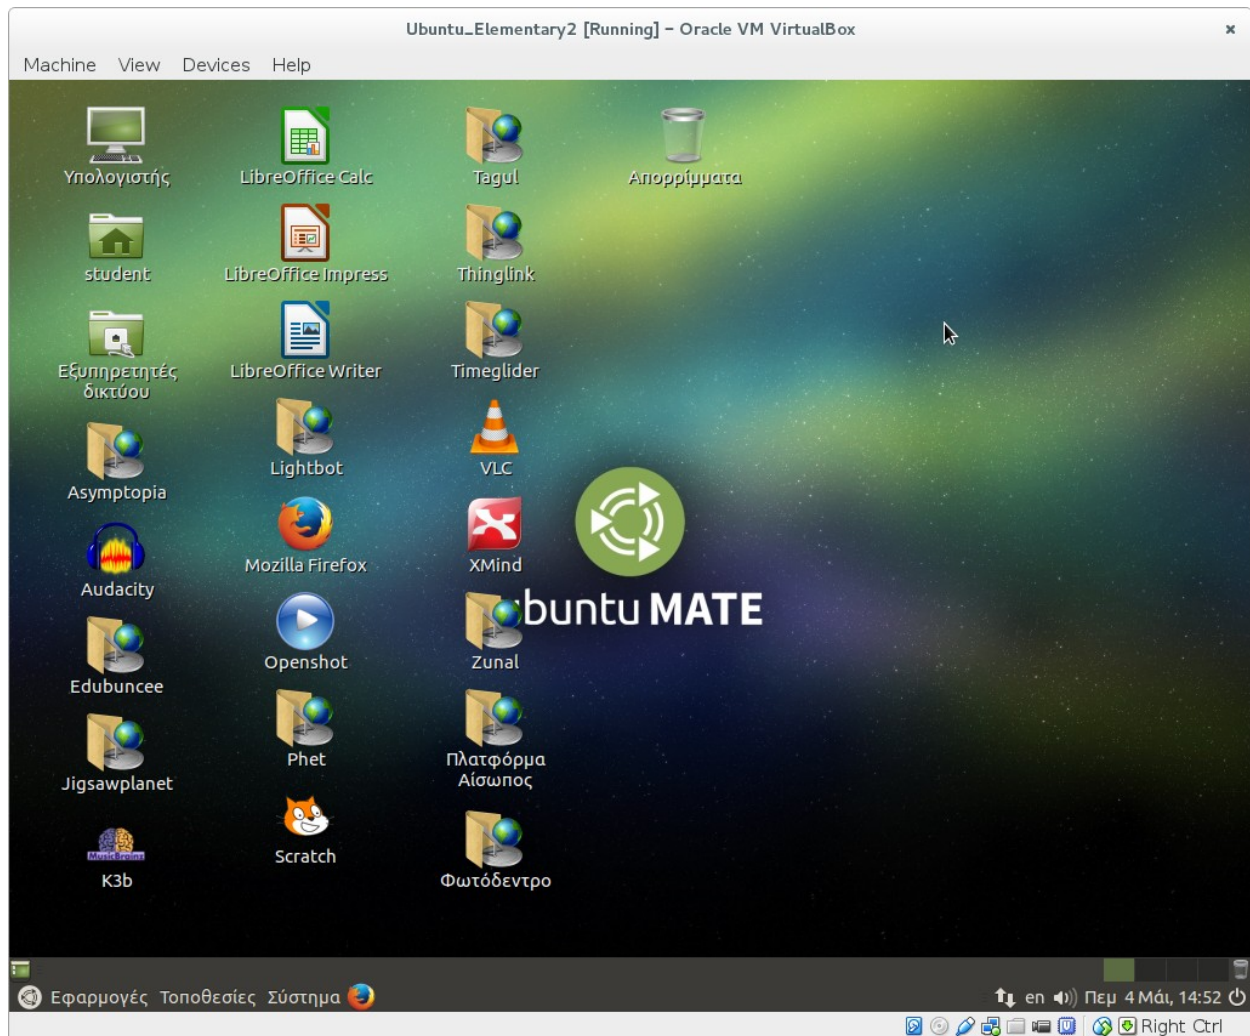 Ubuntu_Elementary2 [Running] – Oracle VM VirtualBox
Machine View Devices Help
Υπολογιστής
LibreOffice Calc
Tagul
Απορρίμματα
student
LibreOffice Impress
Thinglink
Εξυπηρετητές
δικτύου
LibreOffice Writer
Timeglider
Asymptopia
Lightbot
VLC
Audacity
Mozilla Firefox
XMind
ubuntu MATE
Edubuncee
Openshot
Zunal
Jigsawplanet
Phet
Πλατφόρμα
Αίσωπος
MusicBrainz
K3b
Scratch
Φωτόδεντρο
Εφαρμογές Τοποθεσίες Σύστημα
en Πεμ 4 Μάι, 14:52
Right Ctrl